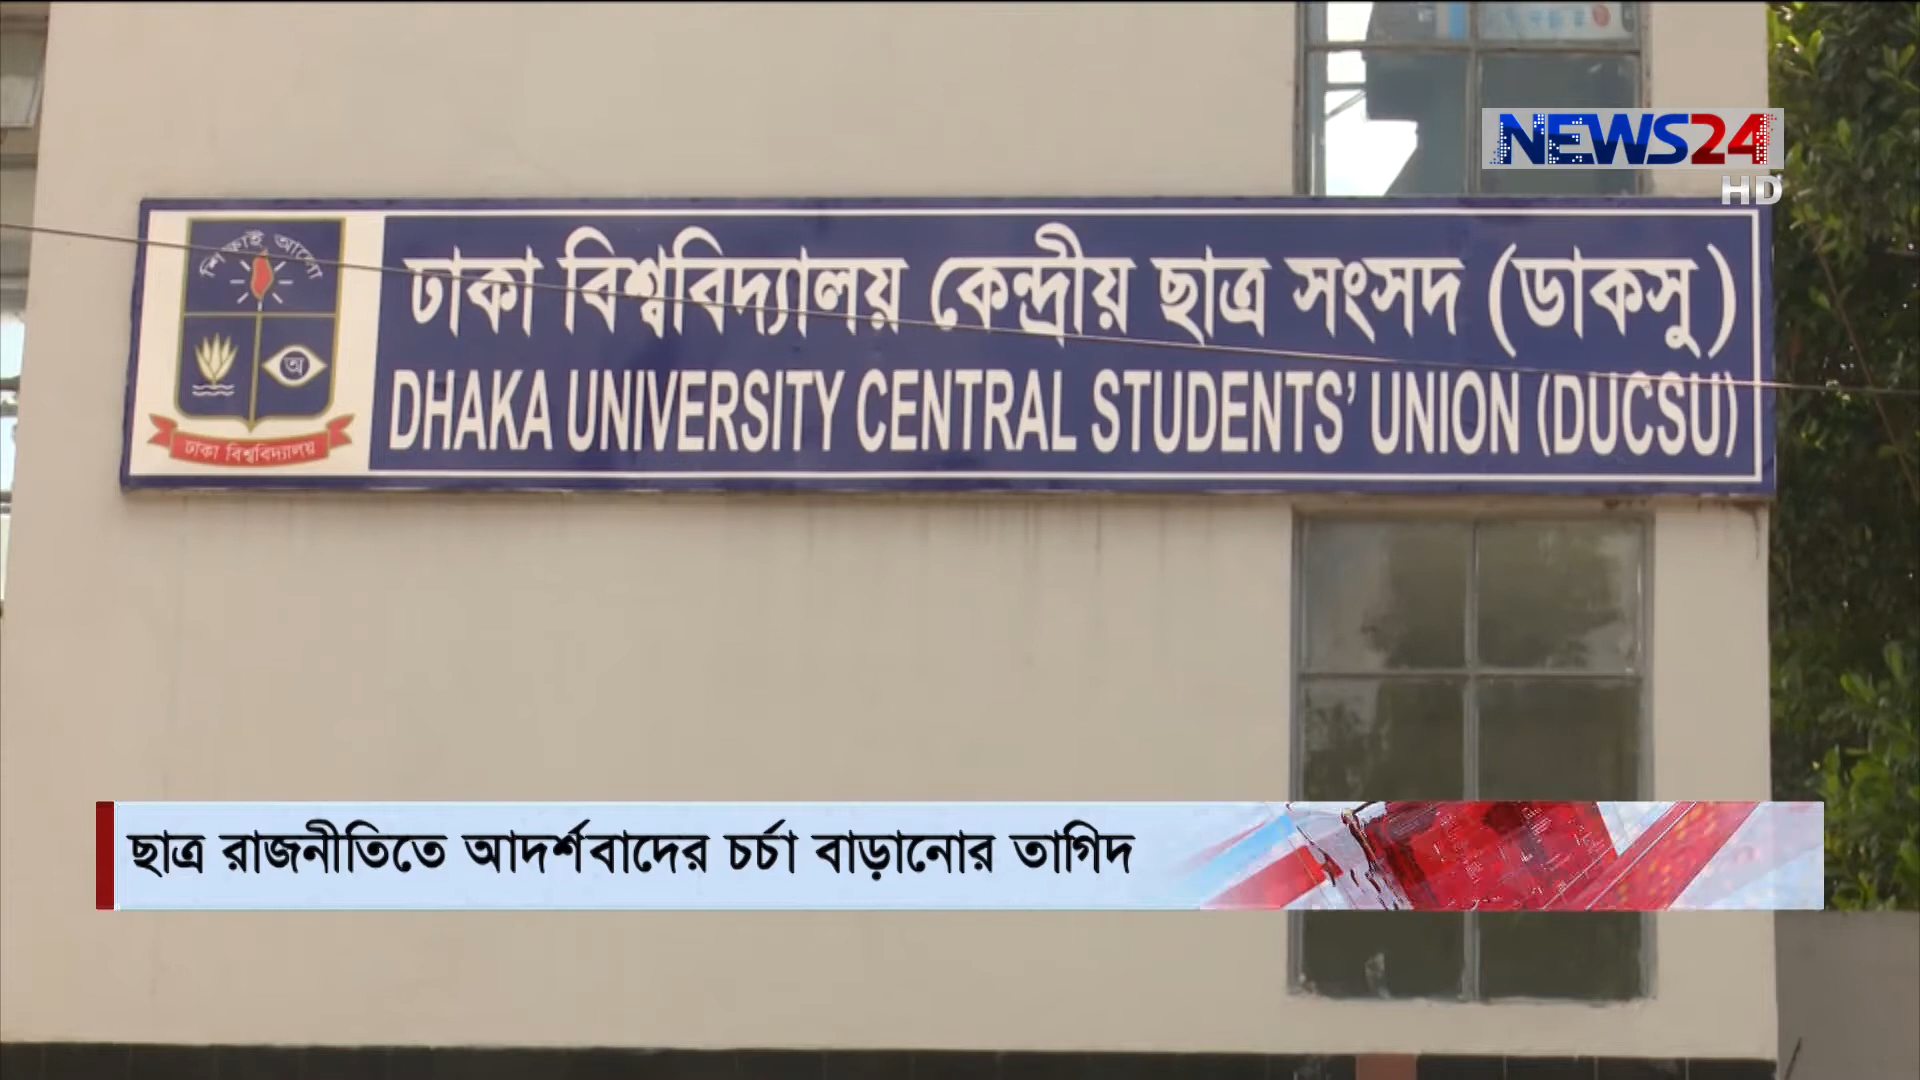 NEWS24
HD
শিক্ষাই আলো
ঢাকা বিশ্ববিদ্যালয় কেন্দ্রীয় ছাত্র সংসদ (ডাকসু)
অ
DHAKA UNIVERSITY CENTRAL STUDENTS' UNION (DUCSU)
ঢাকা বিশ্ববিদ্যালয়
ছাত্র রাজনীতিতে আদর্শবাদের চর্চা বাড়ানোর তাগিদ